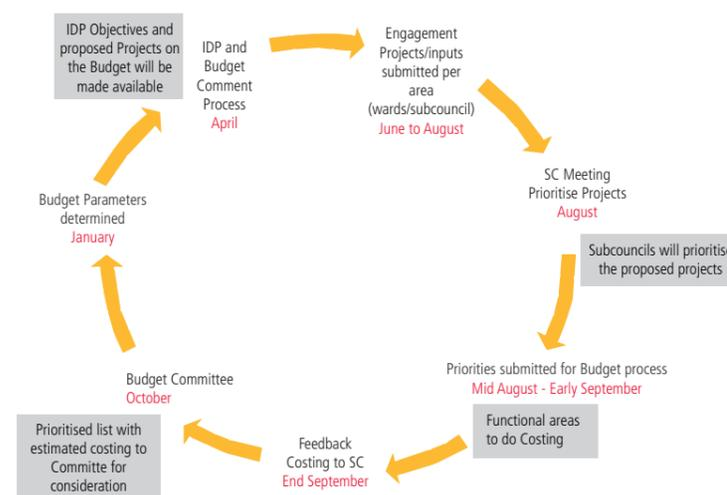 IDP Objectives and
proposed Projects on
the Budget will be
made available
IDP and
Budget
Comment
Process
April
Engagement
Projects/inputs
submitted per
area
(wards/subcouncil)
June to August
SC Meeting
Prioritise Projects
August
Subcouncils will prioritise
the proposed projects
Priorities submitted for Budget process
Mid August - Early September
Functional areas
to do Costing
Feedback
Costing to SC
End September
Budget Committee
October
Prioritised list with
estimated costing to
Committe for
consideration
Budget Parameters
determined
January